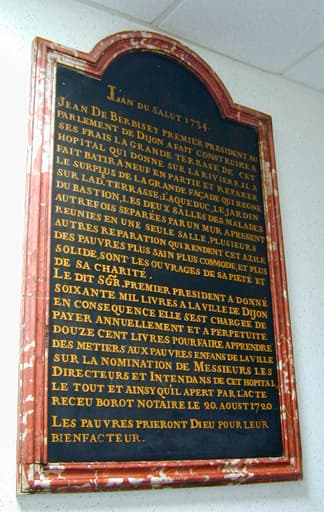 L'AN DU SALUT 1734.
JEAN DE BERBISEY PREMIER PRESIDENT AU
PARLEMENT DE DIJON A FAIT CONSTRUIRE A
SES FRAIS LA GRANDE TERRASSE DE CET
HOPITAL QUI DONNE SUR LA RIVIERE, IL A
FAIT BATIR A NEUF EN PARTIE ET REPARER
LE SURPLUS DE LA GRANDE FAÇADE QUI REGNE
SUR LAD. TERRASSE; L'AQUEDUC, LE JARDIN
DU BASTION, LES DEUX SALLES DES MALADES
AUTREFOIS SEPARÉES PAR UN MUR A PRESENT
REUNIES EN UNE SEULE SALLE, PLUSIEURS
AUTRES REPARATION QUI RENDENT CET AZILE
DES PAUVRES PLUS SAIN PLUS COMMODE, ET PLUS
SOLIDE, SONT LES OUVRAGES DE SA PIETÉ ET
DE SA CHARITÉ.
LE DIT SGR. PREMIER PRESIDENT A DONNÉ
SOIXANTE MIL LIVRES A LA VILLE DE DIJON
EN CONSEQUENCE ELLE S'EST CHARGEE DE
PAYER ANNUELLEMENT ET A PERPETUITE
DOUZE CENT LIVRES POUR FAIRE APPRENDRE
DES METIERS AUX PAUVRES ENFANS DE LA VILLE
SUR LA NOMINATION DE MESSIEURS LES
DIRECTEURS ET INTENDANS DE CET HOPITAL,
LE TOUT ET AINSY QU'IL APERT PAR L'ACTE
RECEU BOROT NOTAIRE LE 20. AOUST 1720
LES PAUVRES PRIERONT DIEU POUR LEUR
BIENFACTEUR.